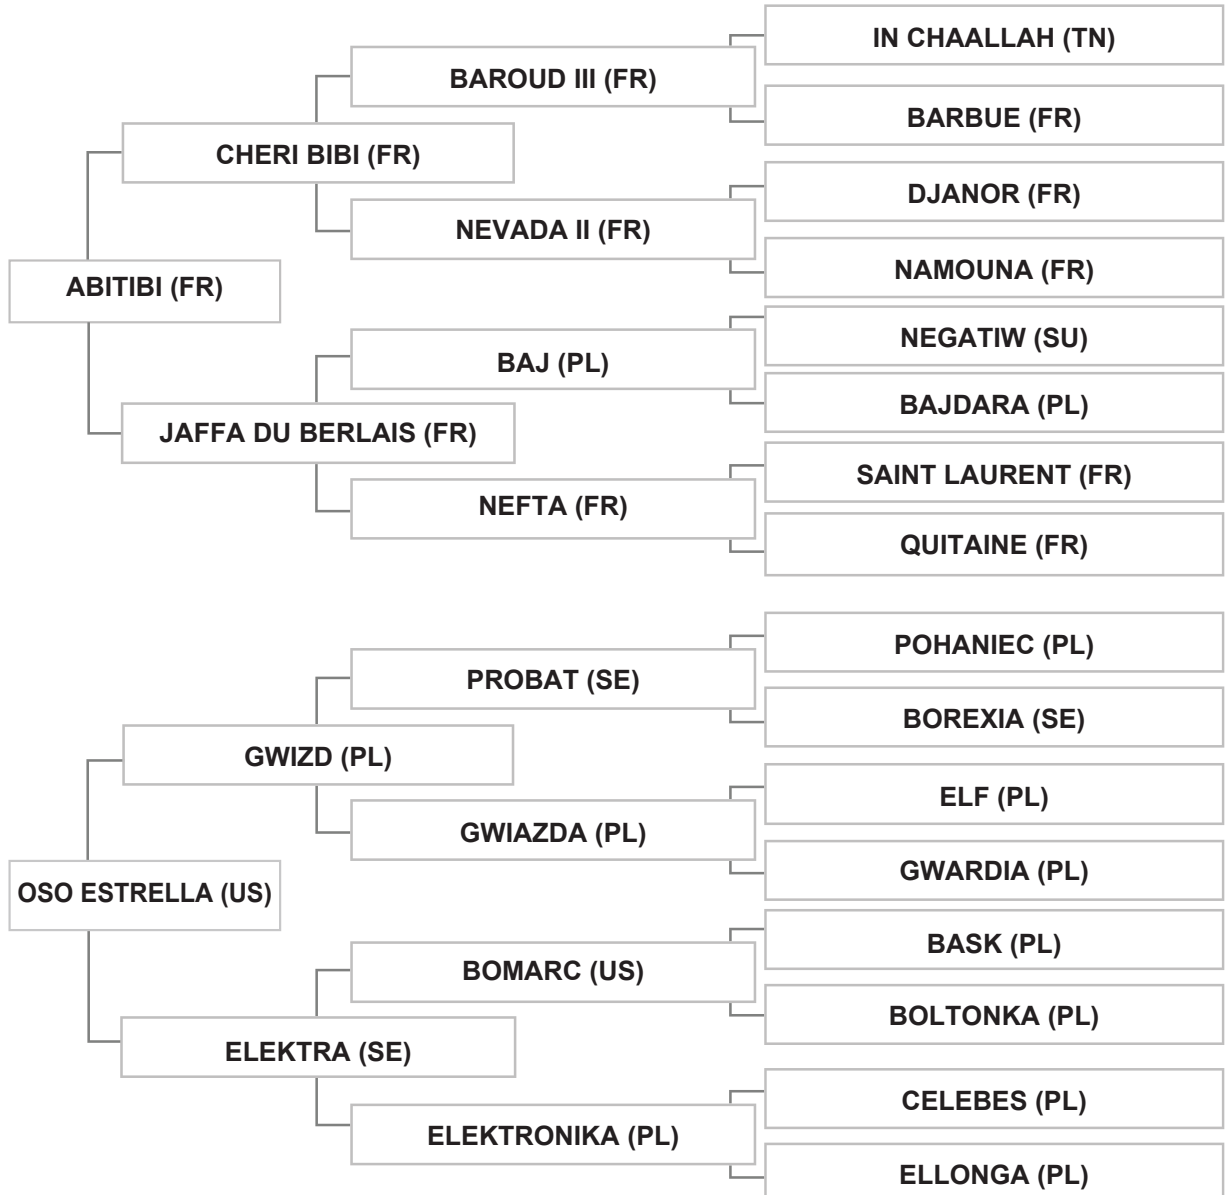 IN CHAALLAH (TN)
BAROUD III (FR)
BARBUE (FR)
CHERI BIBI (FR)
DJANOR (FR)
NEVADA II (FR)
NAMOUNA (FR)
ABITIBI (FR)
NEGATIW (SU)
BAJ (PL)
BAJDARA (PL)
JAFFA DU BERLAIS (FR)
SAINT LAURENT (FR)
NEFTA (FR)
QUITAINE (FR)
POHANIEC (PL)
PROBAT (SE)
BOREXIA (SE)
GWIZD (PL)
ELF (PL)
GWIAZDA (PL)
GWARDIA (PL)
OSO ESTRELLA (US)
BASK (PL)
BOMARC (US)
BOLTONKA (PL)
ELEKTRA (SE)
CELEBES (PL)
ELEKTRONIKA (PL)
ELLONGA (PL)